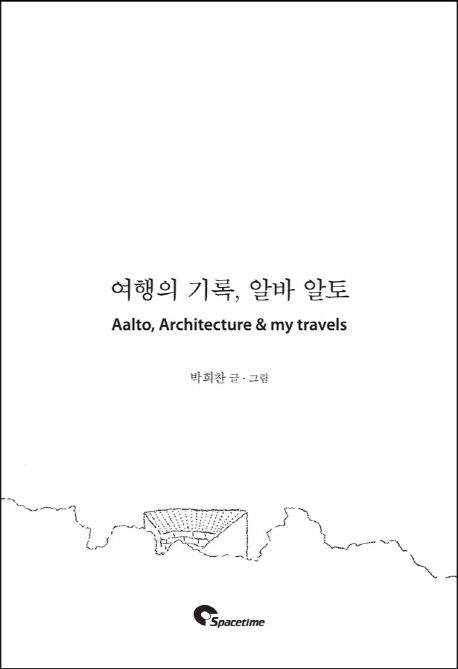 여행의 기록, 알바 알토
Aalto, Architecture & my travels
박희찬 글 · 그림
Spacetime